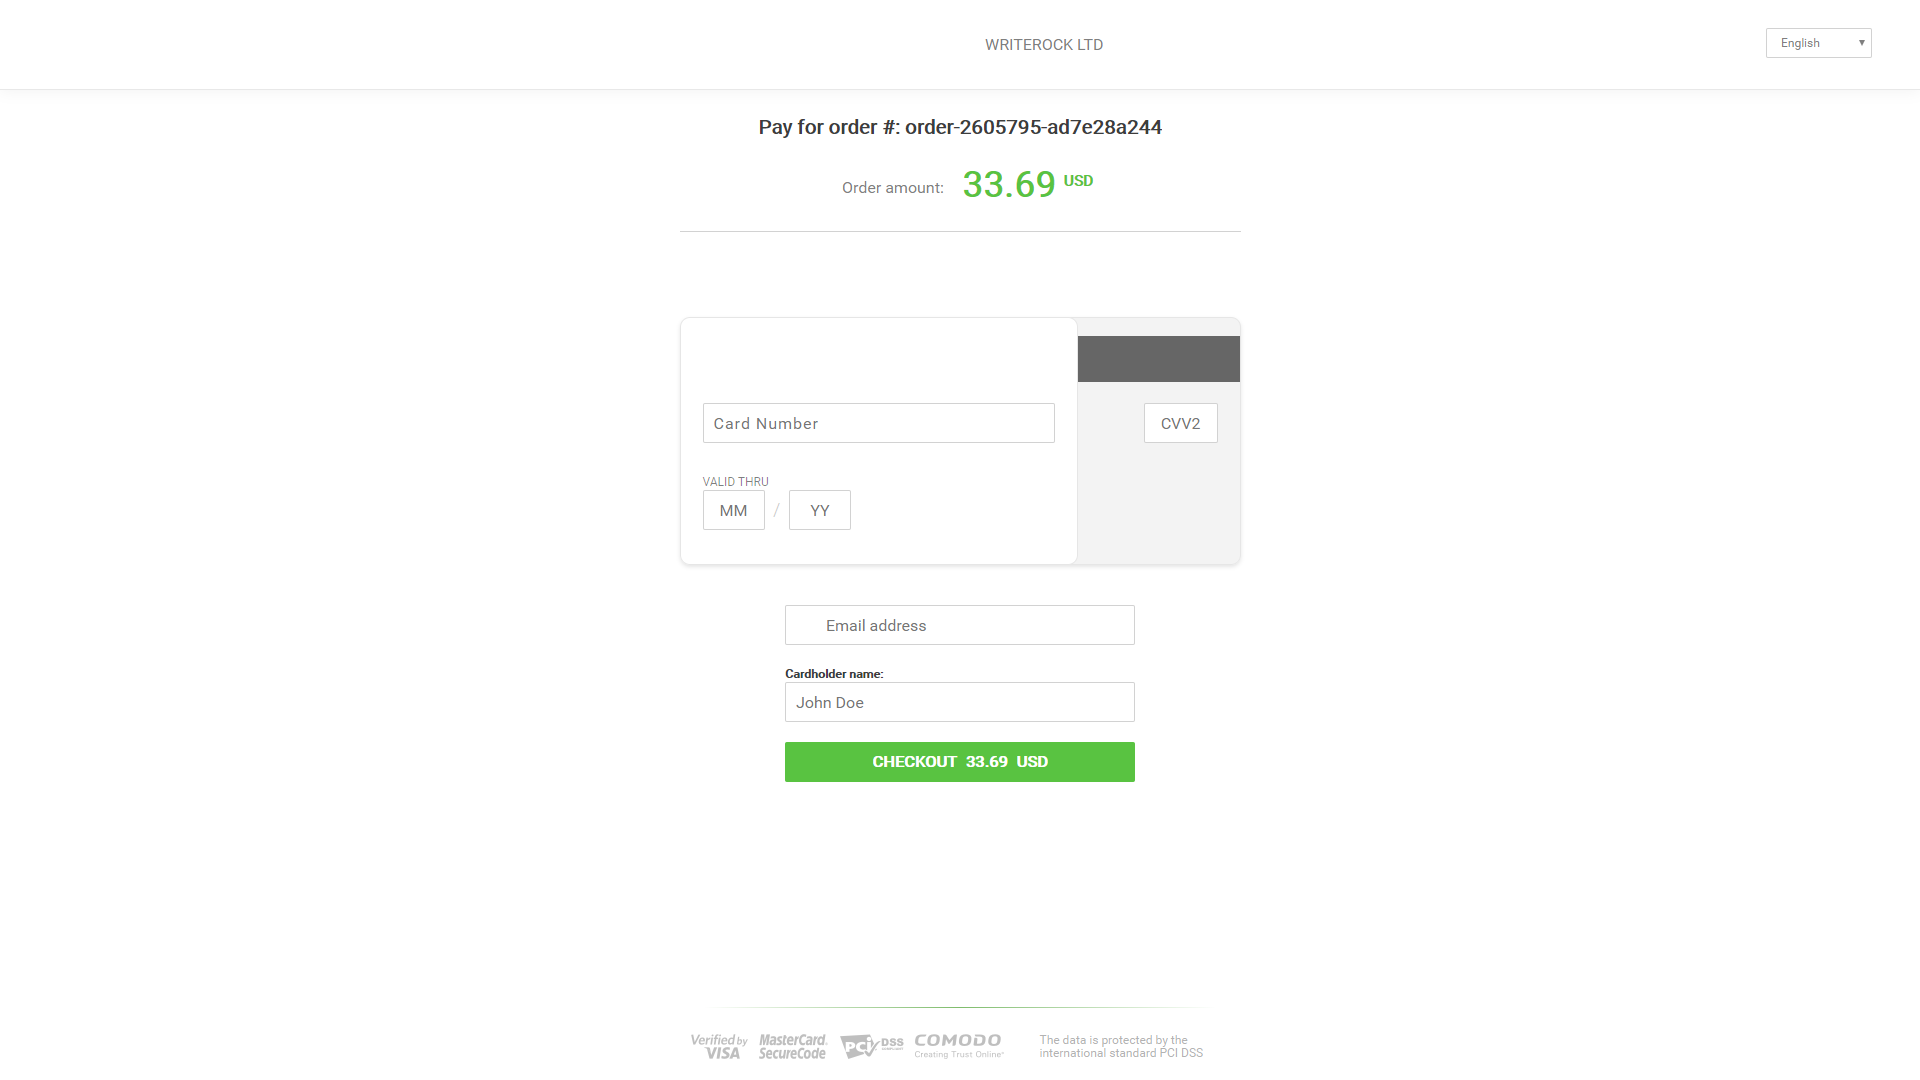 WRITEROCK LTD
English
Pay for order #: order-2605795-ad7e28a244
Order amount: 33.69 USD
Card Number
CVV2
VALID THRU
MM / YY
Email address
Cardholder name:
John Doe
CHECKOUT 33.69 USD
Verified by VISA
MasterCard. SecureCode
PCI DSS
COMODO
Creating Trust Online
The data is protected by the
international standard PCI DSS